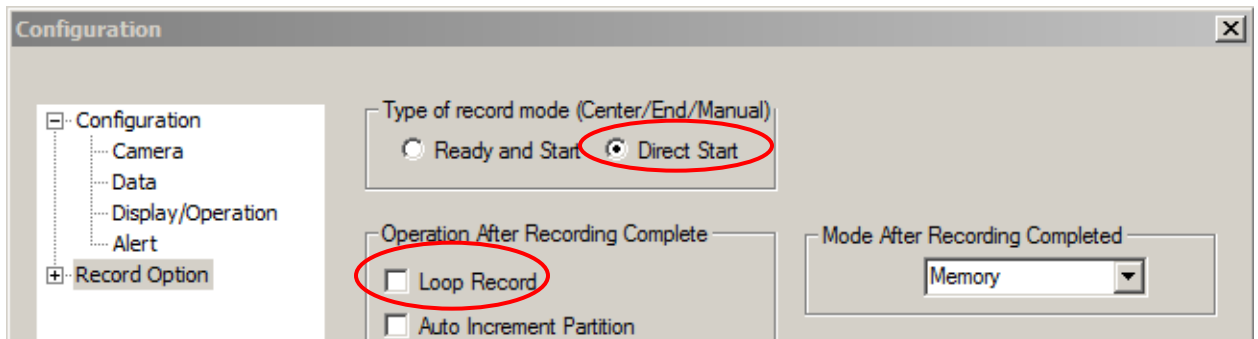 Configuration
Configuration
Camera
Data
Display/Operation
Alert
Record Option
Type of record mode (Center/End/Manual)
Ready and Start Direct Start
Operation After Recording Complete
Loop Record
Auto Increment Partition
Mode After Recording Completed
Memory